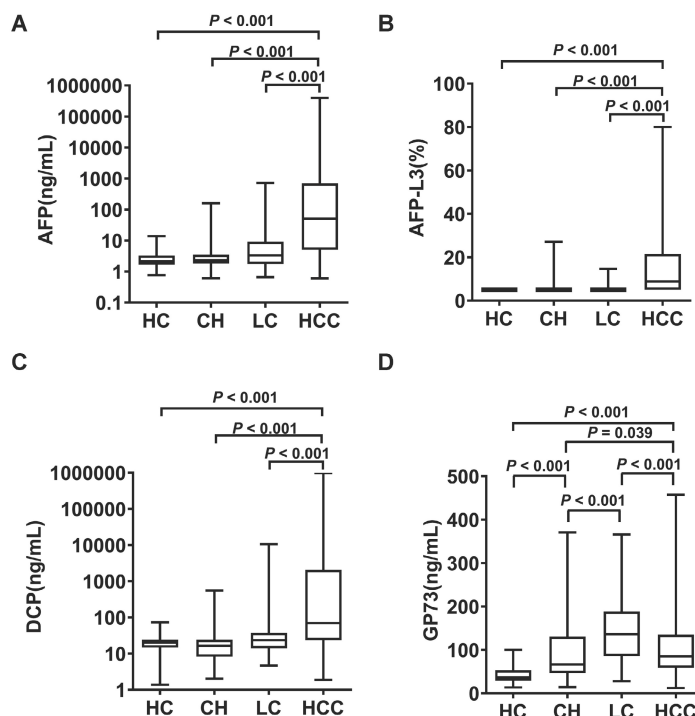 A
P < 0.001
P < 0.001
P < 0.001
AFP(ng/mL)
1000000
100000
10000
1000
100
10
1
0.1
HC CH LC HCC
B
P < 0.001
P < 0.001
P < 0.001
AFP-L3(%)
100
80
60
40
20
0
HC CH LC HCC
C
P < 0.001
P < 0.001
P < 0.001
DCP(ng/mL)
1000000
100000
10000
1000
100
10
1
HC CH LC HCC
D
P < 0.001
P = 0.039
P < 0.001 P < 0.001
P < 0.001
GP73(ng/mL)
500
400
300
200
100
0
HC CH LC HCC